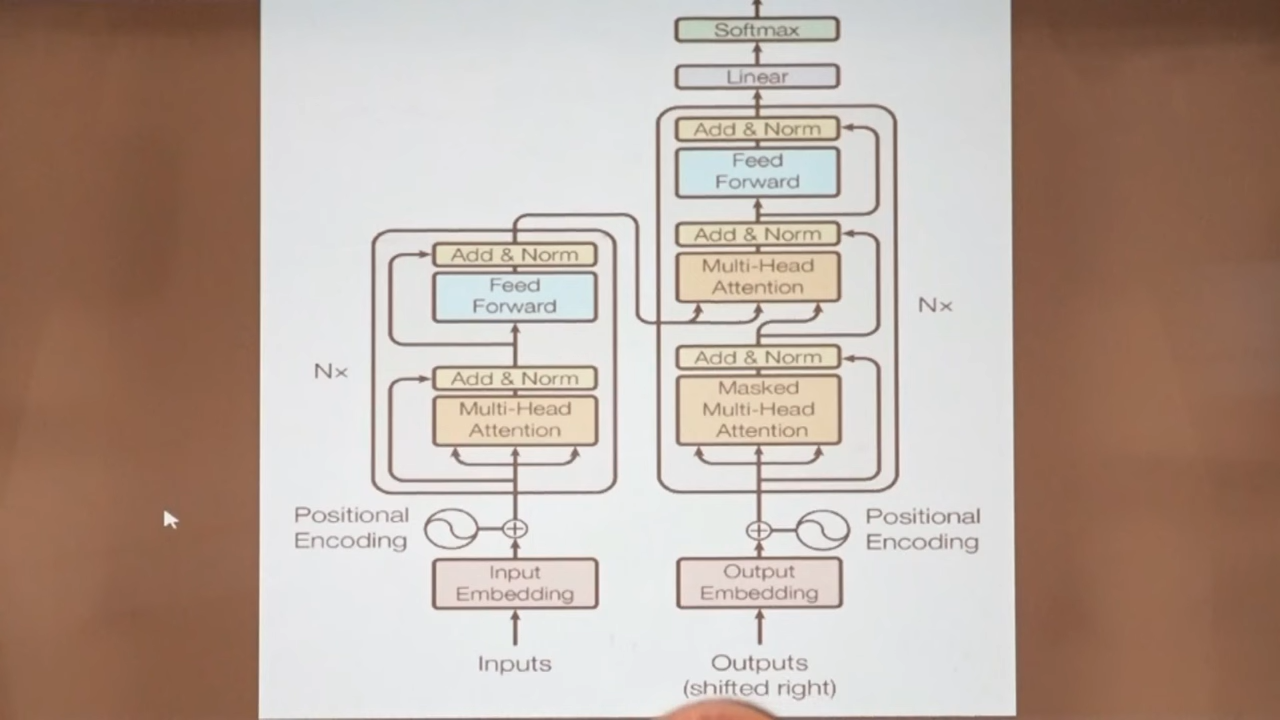 Softmax
Linear
Add & Norm
Feed
Forward
Add & Norm
Multi-Head
Attention
Add & Norm
Masked
Multi-Head
Attention
Nx
Add & Norm
Feed
Forward
Add & Norm
Multi-Head
Attention
Nx
Positional
Encoding
Positional
Encoding
Input
Embedding
Output
Embedding
Inputs
Outputs
(shifted right)